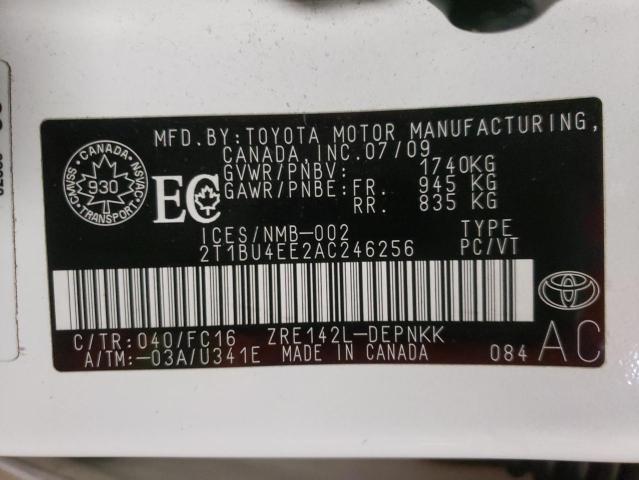 MFD.BY:TOYOTA MOTOR MANUFACTURING,
CANADA,INC.07/09
GVWR/PNBV: 1740KG
GAWR/PNBE:FR. 945 KG
RR. 835 KG
CANADA
CMVSS 930 NSVAC
TRANSPORT
EC
ICES/NMB-002 TYPE
2T1BU4EE2AC246256 PC/VT
C/TR:040/FC16 ZRE142L-DEPNKK
A/TM:-03A/U341E MADE IN CANADA 084 AC